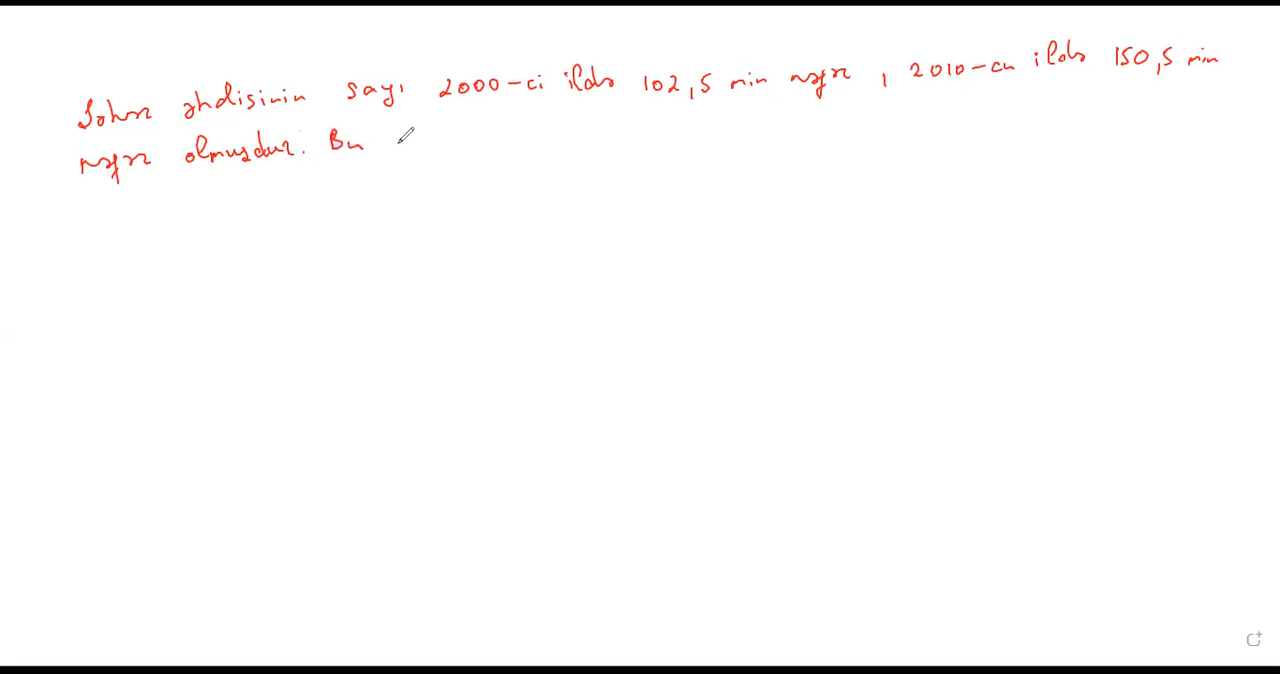 Şəhər əhalisinin sayı 2000-ci ildə 102,5 min nəfər, 2010-cu ildə 150,5 min
nəfər olmuşdur. Bu